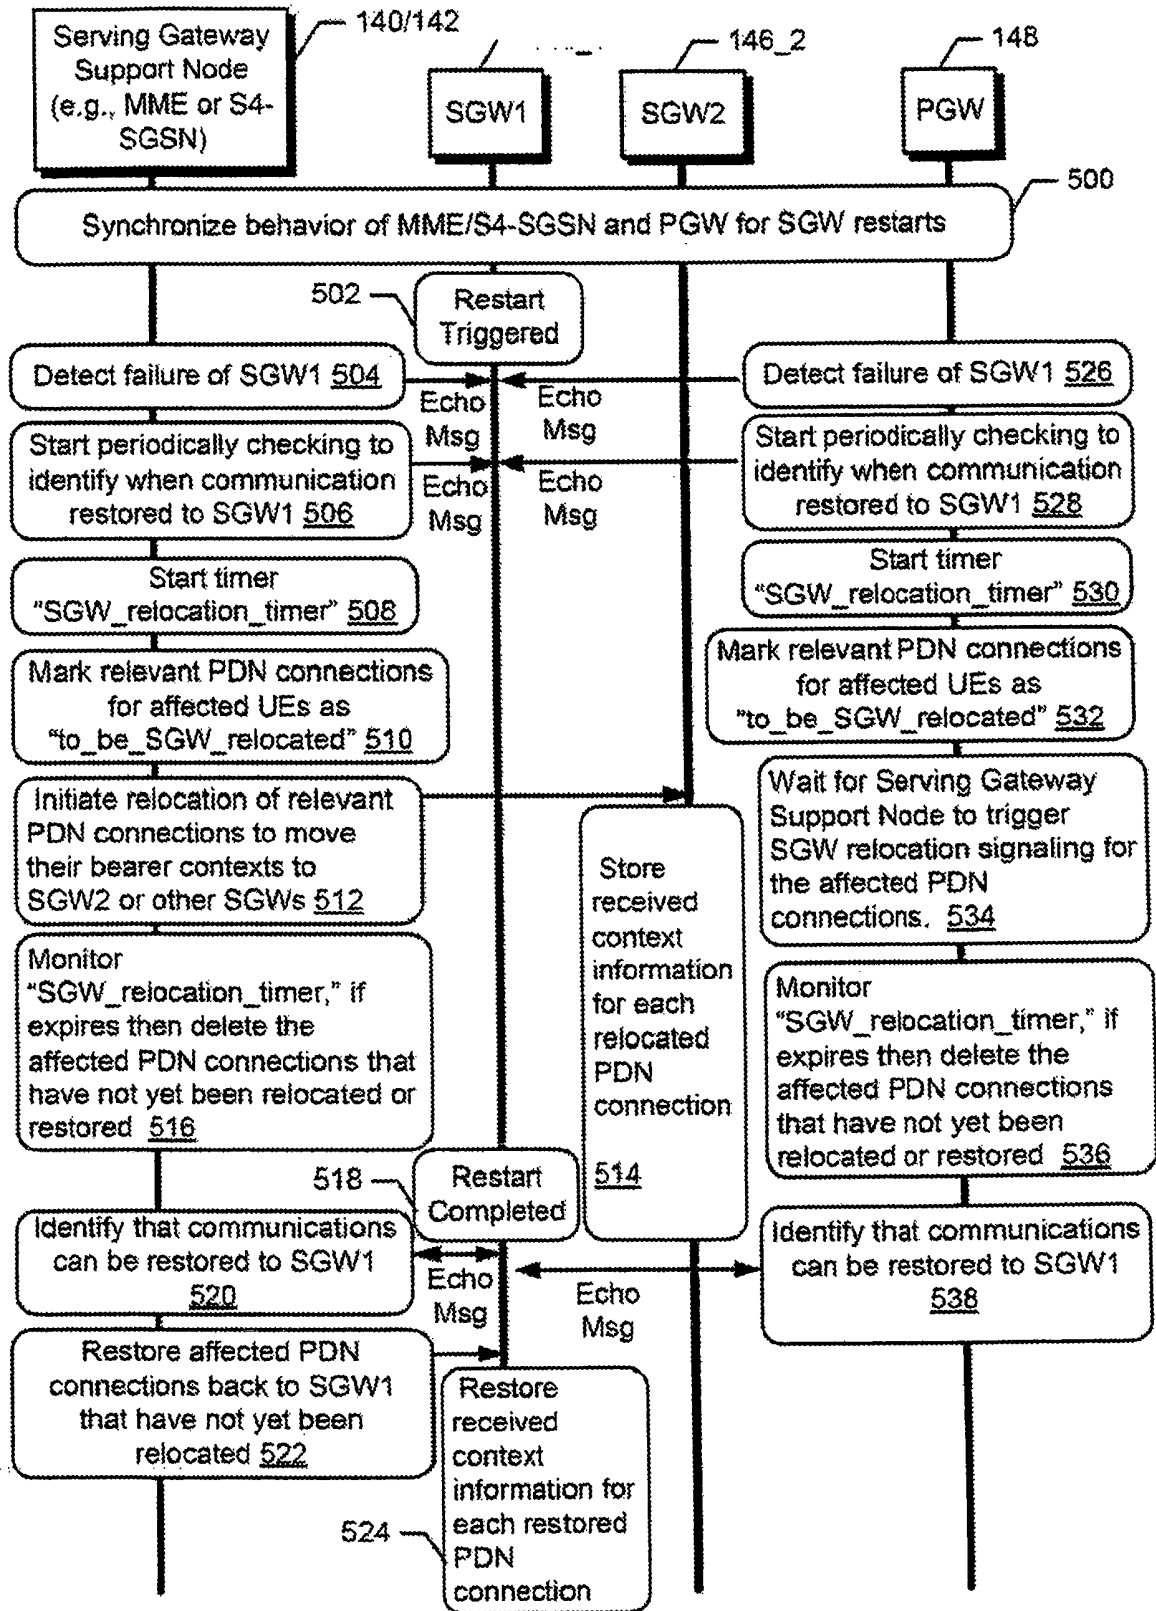 Serving Gateway
Support Node
(e.g., MME or S4-
SGSN)
140/142
SGW1
SGW2
146_2
PGW
148
Synchronize behavior of MME/S4-SGSN and PGW for SGW restarts
500
502
Restart
Triggered
Detect failure of SGW1 504
Echo
Msg
Echo
Msg
Detect failure of SGW1 526
Start periodically checking to
identify when communication
restored to SGW1 506
Echo
Msg
Echo
Msg
Start periodically checking to
identify when communication
restored to SGW1 528
Start timer
“SGW_relocation_timer” 508
Start timer
“SGW_relocation_timer” 530
Mark relevant PDN connections
for affected UEs as
“to_be_SGW_relocated” 510
Mark relevant PDN connections
for affected UEs as
“to_be_SGW_relocated” 532
Initiate relocation of relevant
PDN connections to move
their bearer contexts to
SGW2 or other SGWs 512
Wait for Serving Gateway
Support Node to trigger
SGW relocation signaling for
the affected PDN
connections. 534
Store
received
context
information
for each
relocated
PDN
connection
514
Monitor
“SGW_relocation_timer,” if
expires then delete the
affected PDN connections that
have not yet been relocated or
restored 516
Monitor
“SGW_relocation_timer,” if
expires then delete the
affected PDN connections
that have not yet been
relocated or restored 536
518
Restart
Completed
Identify that communications
can be restored to SGW1
520
Echo
Msg
Echo
Msg
Identify that communications
can be restored to SGW1
538
Restore affected PDN
connections back to SGW1
that have not yet been
relocated 522
Restore
received
context
information for
each restored
PDN
connection
524